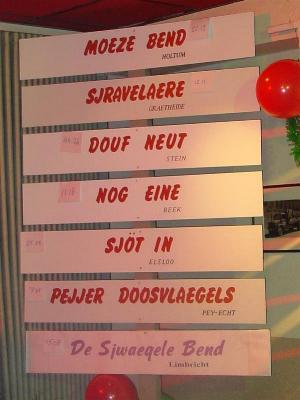 MOEZE BEND
HOLTUM
SJRAVELAERE
GRAETHEIDE
DOUF NEUT
STEIN
NOG EINE
BEEK
SJÖT IN
ELSLOO
PEJJER DOOSVLAEGELS
PEY-ECHT
De Sjwaegele Bend
Limbricht